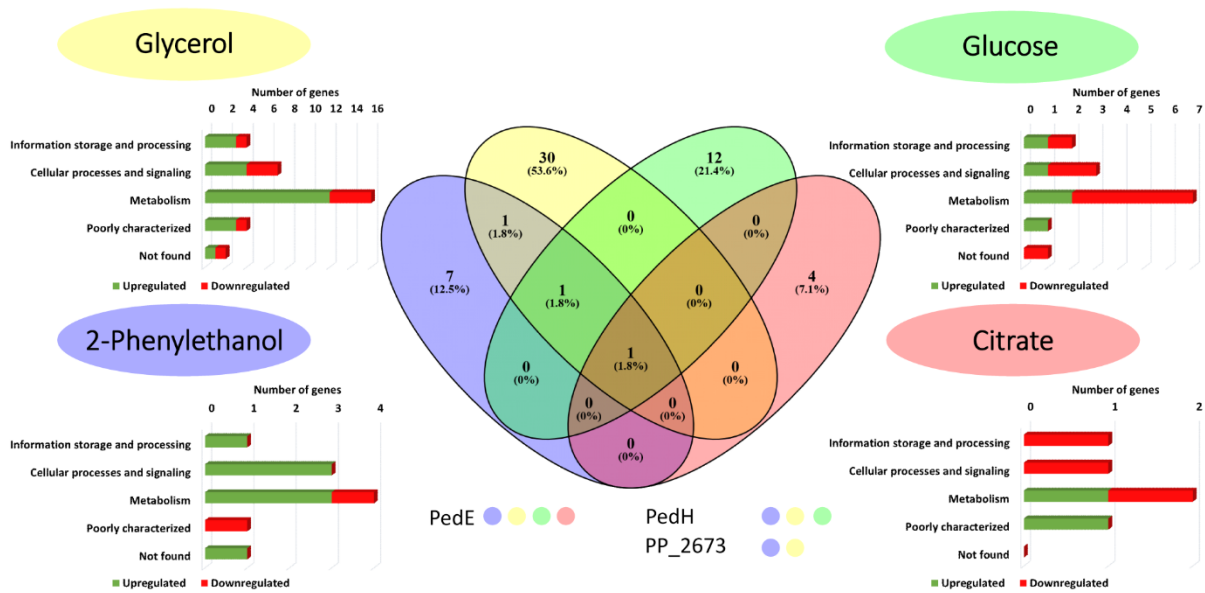 Glycerol
Number of genes
0 2 4 6 8 10 12 14 16
Information storage and processing
Cellular processes and signaling
Metabolism
Poorly characterized
Not found
Upregulated Downregulated
Glucose
Number of genes
0 1 2 3 4 5 6 7
Information storage and processing
Cellular processes and signaling
Metabolism
Poorly characterized
Not found
Upregulated Downregulated
30
(53.6%)
12
(21.4%)
1
(1.8%)
0
(0%)
0
(0%)
7
(12.5%)
1
(1.8%)
0
(0%)
4
(7.1%)
0
(0%)
1
(1.8%)
0
(0%)
0
(0%)
0
(0%)
0
(0%)
2-Phenylethanol
Number of genes
0 1 2 3 4
Information storage and processing
Cellular processes and signaling
Metabolism
Poorly characterized
Not found
Upregulated Downregulated
PedE
PedH
PP_2673
Citrate
Number of genes
0 1 2
Information storage and processing
Cellular processes and signaling
Metabolism
Poorly characterized
Not found
Upregulated Downregulated